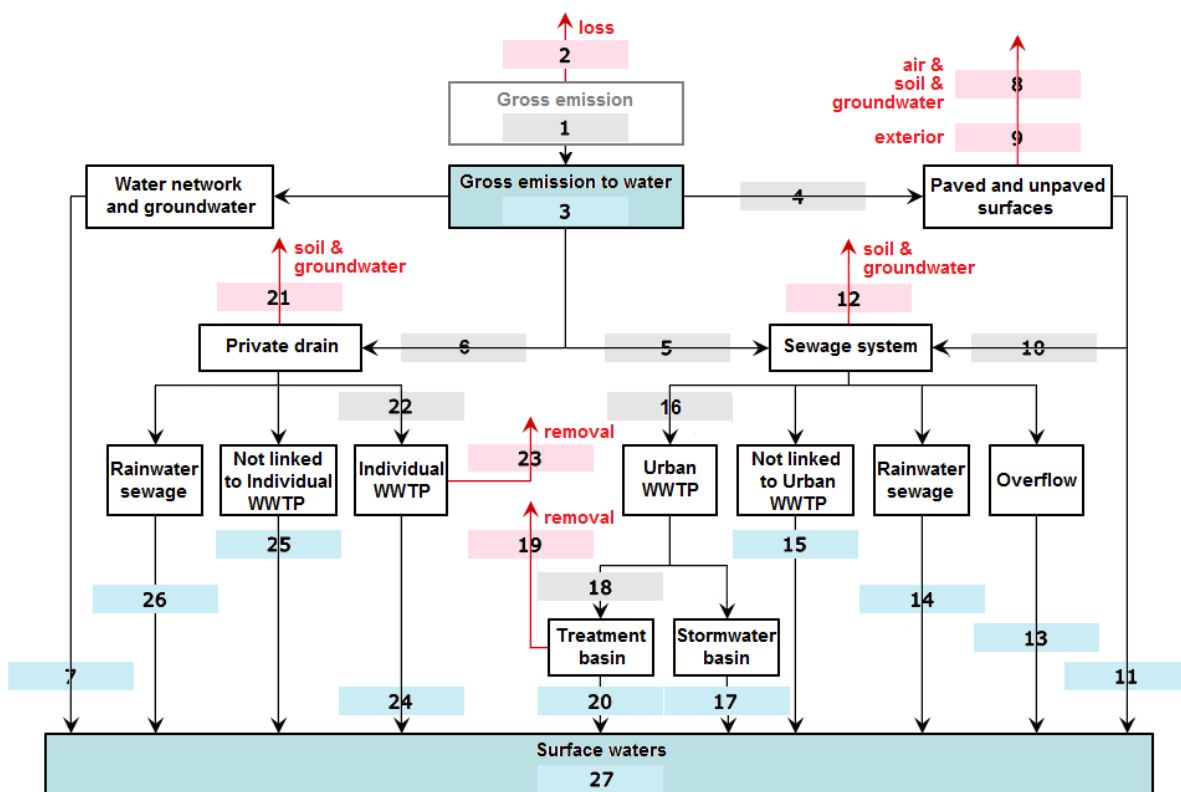 loss
2
Gross emission
1
air &
soil &
groundwater
8
exterior
9
Water network
and groundwater
Gross emission to water
3
4
Paved and unpaved
surfaces
soil &
groundwater
21
soil &
groundwater
12
Private drain
6
5
Sewage system
10
22
16
removal
23
Rainwater
sewage
Not linked
to Individual
WWTP
Individual
WWTP
Urban
WWTP
Not linked
to Urban
WWTP
Rainwater
sewage
Overflow
removal
19
25
15
26
18
14
Treatment
basin
Stormwater
basin
13
7
11
24
20
17
Surface waters
27